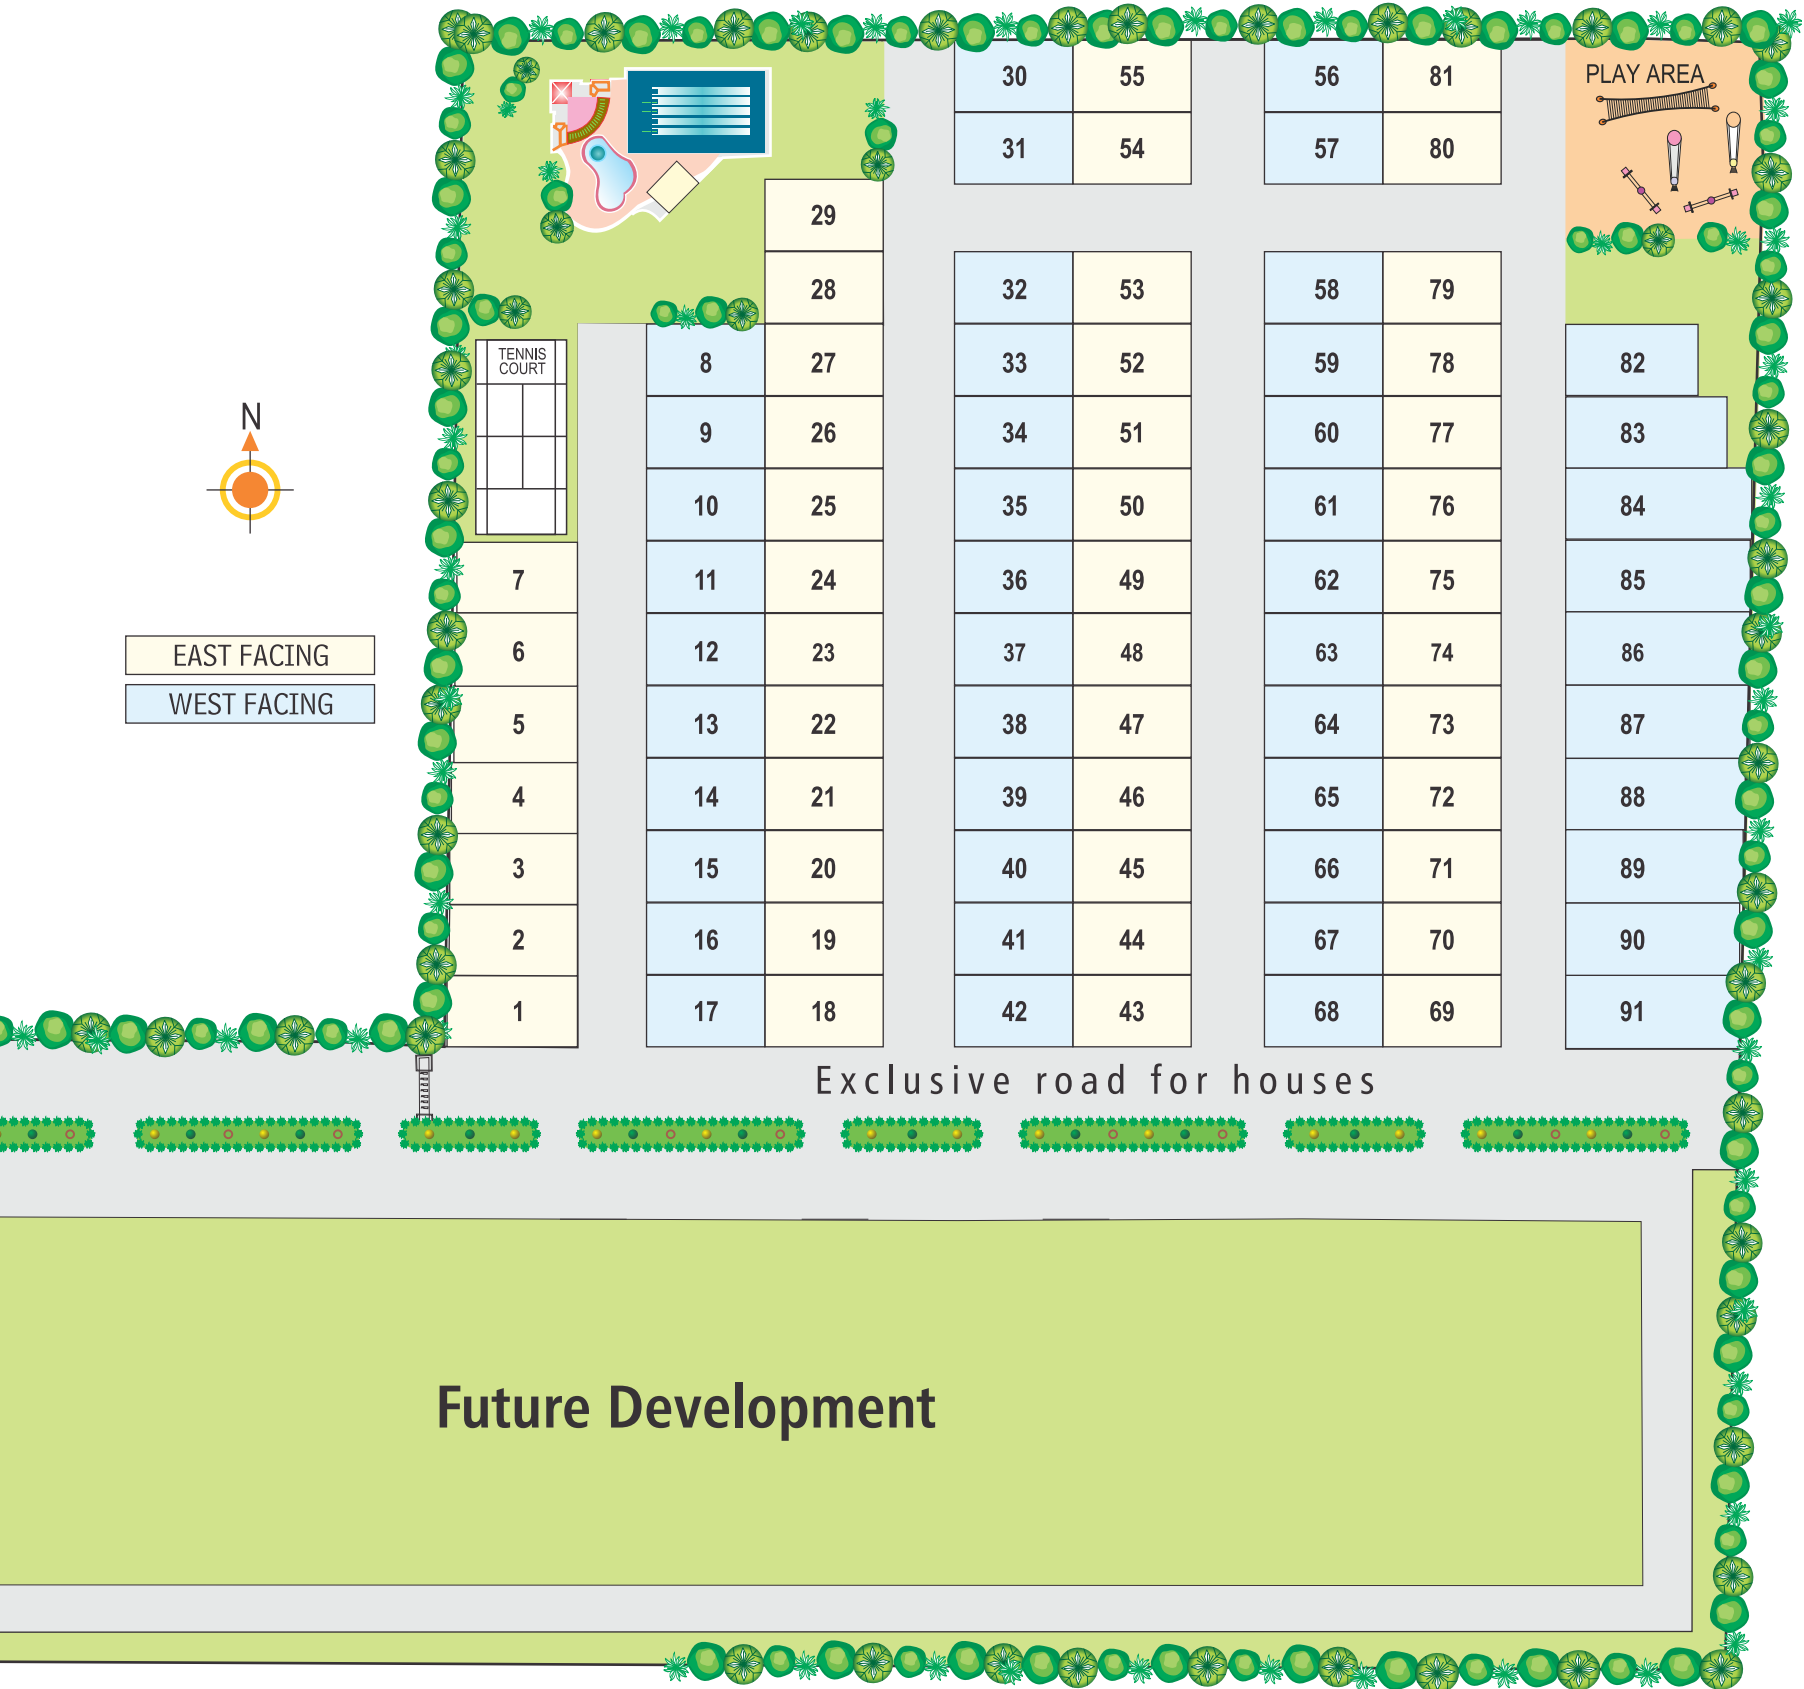 30 55 56 81 PLAY AREA
31 54 57 80
29
28 32 53 58 79
TENNIS
COURT
8 27 33 52 59 78 82
N
9 26 34 51 60 77 83
10 25 35 50 61 76 84
7 11 24 36 49 62 75 85
EAST FACING
6 12 23 37 48 63 74 86
WEST FACING
5 13 22 38 47 64 73 87
4 14 21 39 46 65 72 88
3 15 20 40 45 66 71 89
2 16 19 41 44 67 70 90
1 17 18 42 43 68 69 91
Exclusive road for houses
Future Development